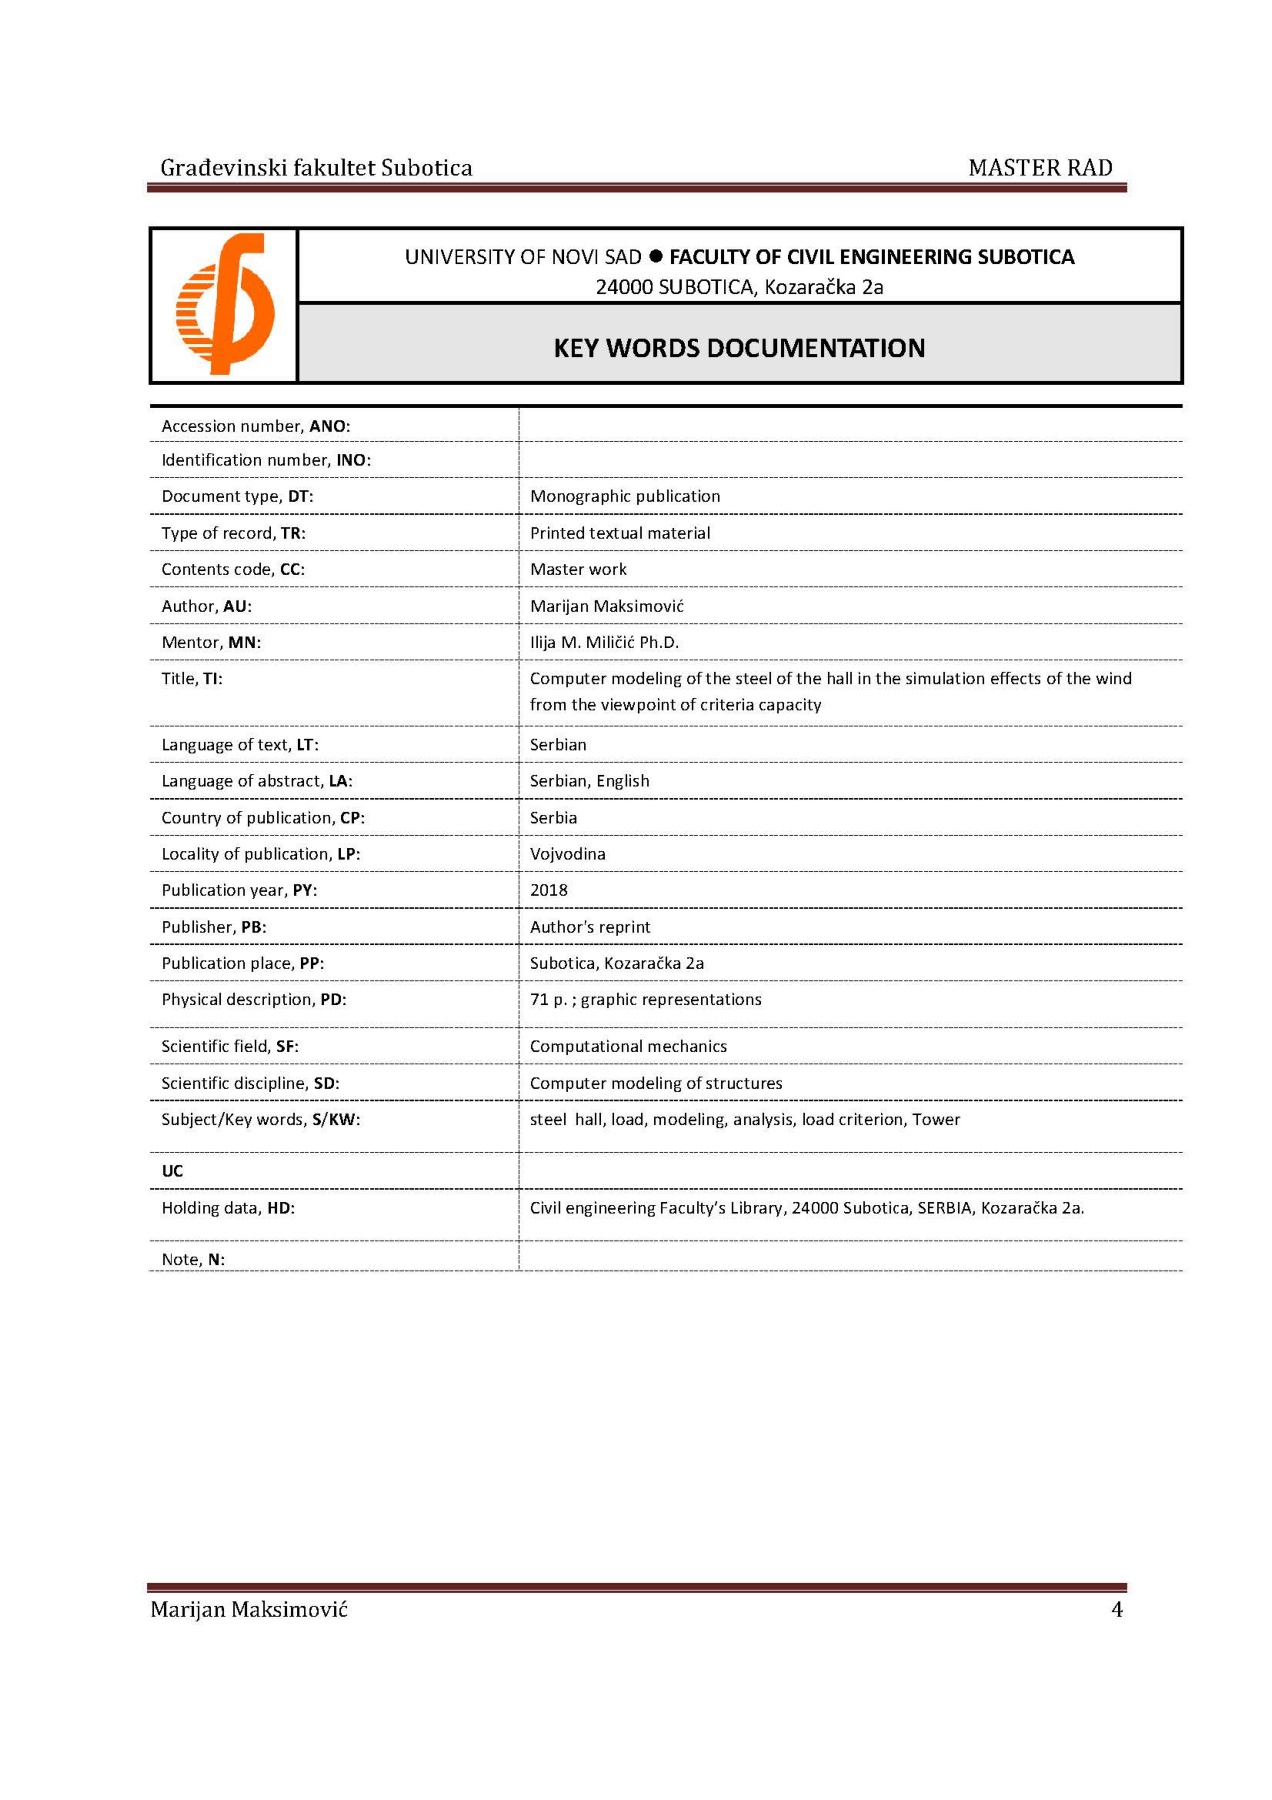 Građevinski fakultet Subotica MASTER RAD
UNIVERSITY OF NOVI SAD ● FACULTY OF CIVIL ENGINEERING SUBOTICA
24000 SUBOTICA, Kozaračka 2a
KEY WORDS DOCUMENTATION
Accession number, ANO:
Identification number, INO:
Document type, DT: Monographic publication
Type of record, TR: Printed textual material
Contents code, CC: Master work
Author, AU: Marijan Maksimović
Mentor, MN: Ilija M. Miličić Ph.D.
Title, TI: Computer modeling of the steel of the hall in the simulation effects of the wind
from the viewpoint of criteria capacity
Language of text, LT: Serbian
Language of abstract, LA: Serbian, English
Country of publication, CP: Serbia
Locality of publication, LP: Vojvodina
Publication year, PY: 2018
Publisher, PB: Author's reprint
Publication place, PP: Subotica, Kozaračka 2a
Physical description, PD: 71 p. ; graphic representations
Scientific field, SF: Computational mechanics
Scientific discipline, SD: Computer modeling of structures
Subject/Key words, S/KW: steel hall, load, modeling, analysis, load criterion, Tower
UC
Holding data, HD: Civil engineering Faculty’s Library, 24000 Subotica, SERBIA, Kozaračka 2a.
Note, N:
Marijan Maksimović 4